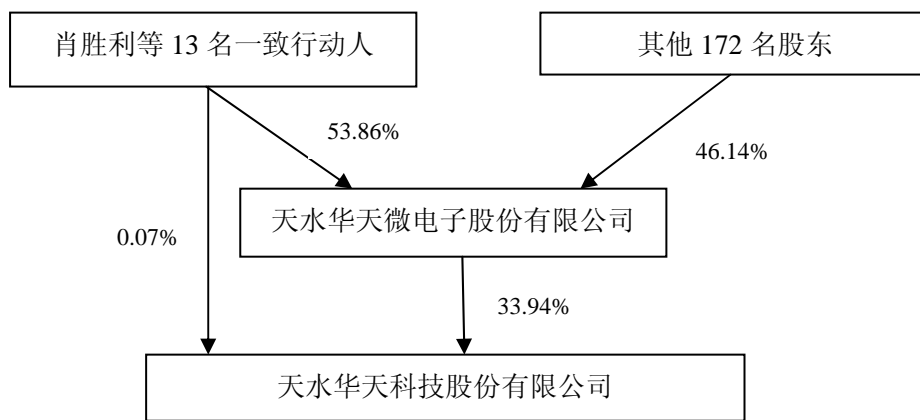 肖胜利等 13 名一致行动人
其他 172 名股东
53.86%
46.14%
天水华天微电子股份有限公司
0.07%
33.94%
天水华天科技股份有限公司